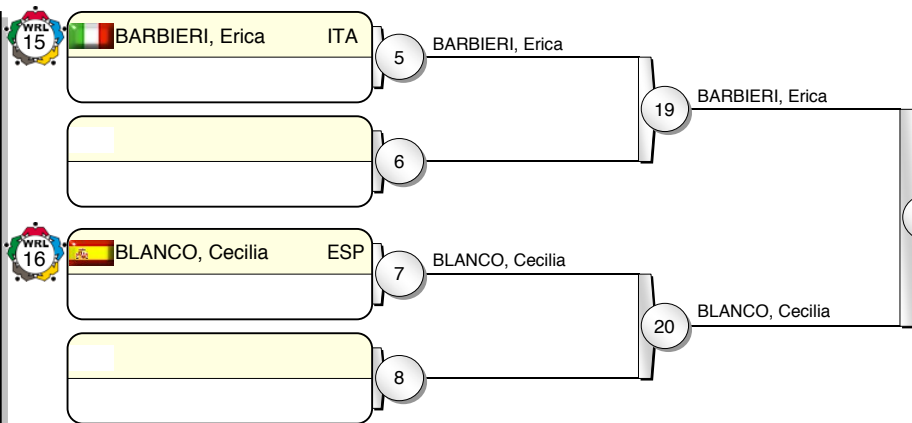 WRL
15
BARBIERI, Erica ITA
5
BARBIERI, Erica
19
BARBIERI, Erica
6
WRL
16
BLANCO, Cecilia ESP
7
BLANCO, Cecilia
20
BLANCO, Cecilia
8